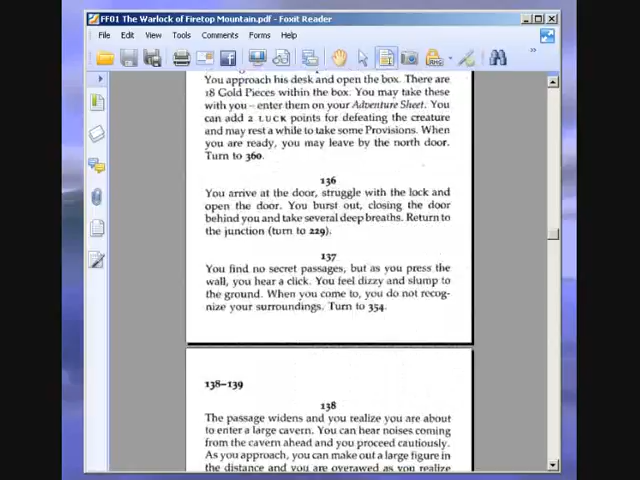 FF01 The Warlock of Firetop Mountain.pdf - Foxit Reader
File Edit View Tools Comments Forms Help
You approach his desk and open the box. There are
18 Gold Pieces within the box. You may take these
with you – enter them on your Adventure Sheet. You
can add 2 LUCK points for defeating the creature
and may rest a while to take some Provisions. When
you are ready, you may leave by the north door.
Turn to 360.
136
You arrive at the door, struggle with the lock and
open the door. You burst out, closing the door
behind you and take several deep breaths. Return to
the junction (turn to 229).
137
You find no secret passages, but as you press the
wall, you hear a click. You feel dizzy and slump to
the ground. When you come to, you do not recog-
nize your surroundings. Turn to 354.
138–139
138
The passage widens and you realize you are about
to enter a large cavern. You can hear noises coming
from the cavern ahead and you proceed cautiously.
As you approach, you can make out a large figure in
the distance and you are overawed as you realize